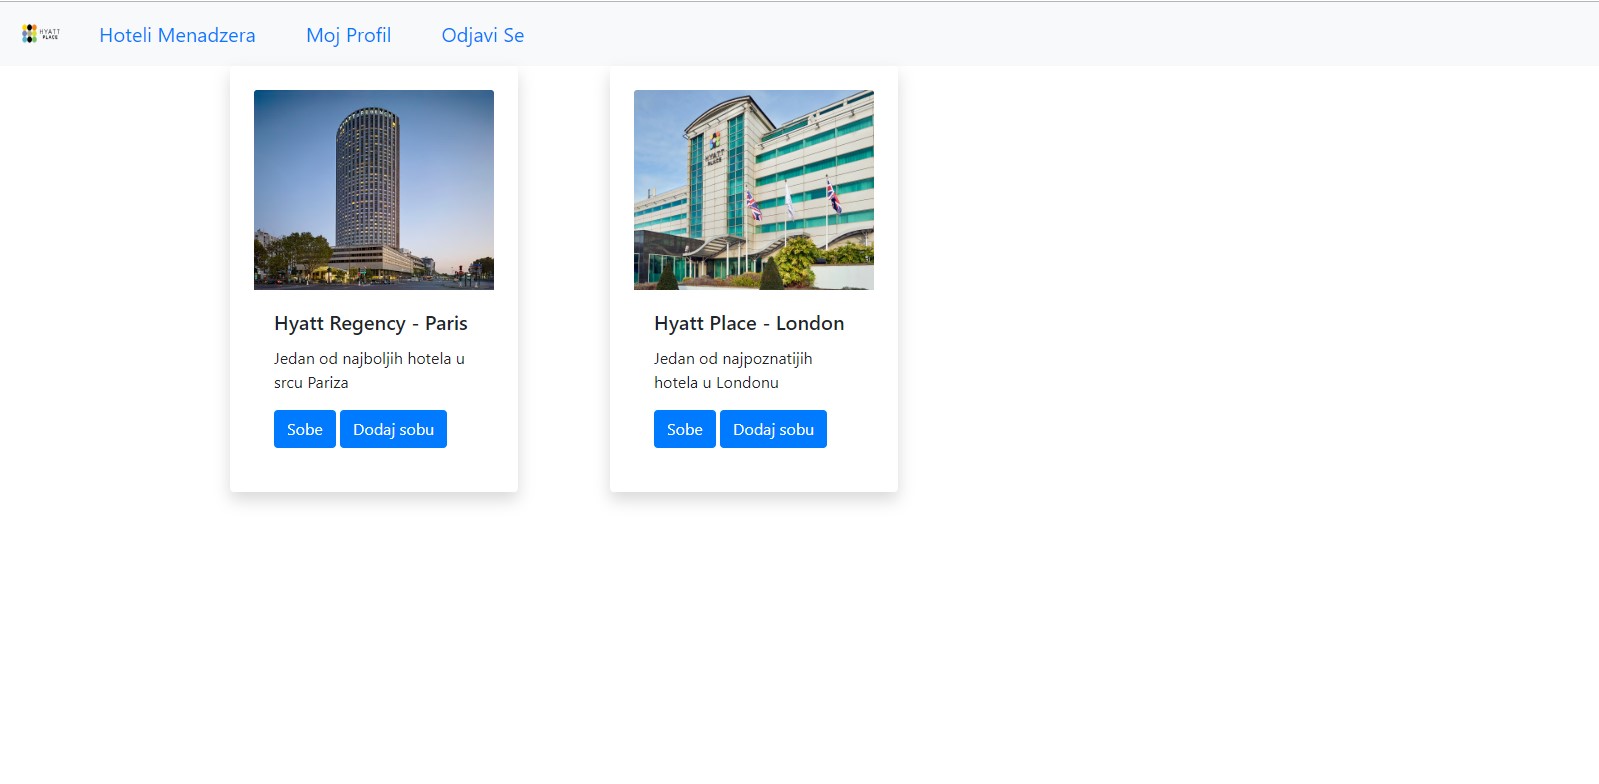 HYATT
PLACE
Hoteli Menadzera
Moj Profil
Odjavi Se
HYATT
PLACE
Hyatt Regency - Paris
Jedan od najboljih hotela u
srcu Pariza
Sobe
Dodaj sobu
Hyatt Place - London
Jedan od najpoznatijih
hotela u Londonu
Sobe
Dodaj sobu